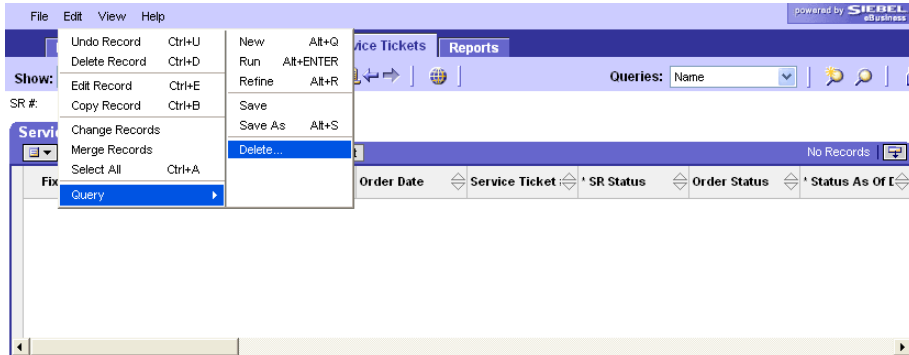 powered by SIEBEL
eBusiness
File Edit View Help
Undo Record Ctrl+U
Delete Record Ctrl+D
Edit Record Ctrl+E
Copy Record Ctrl+B
Change Records
Merge Records
Select All Ctrl+A
Query
New Alt+Q
Run Alt+ENTER
Refine Alt+R
Save
Save As Alt+S
Delete...
vice Tickets Reports
Show: Queries: Name
SR #:
Servi
No Records
Fix Order Date Service Ticket * SR Status Order Status * Status As Of D